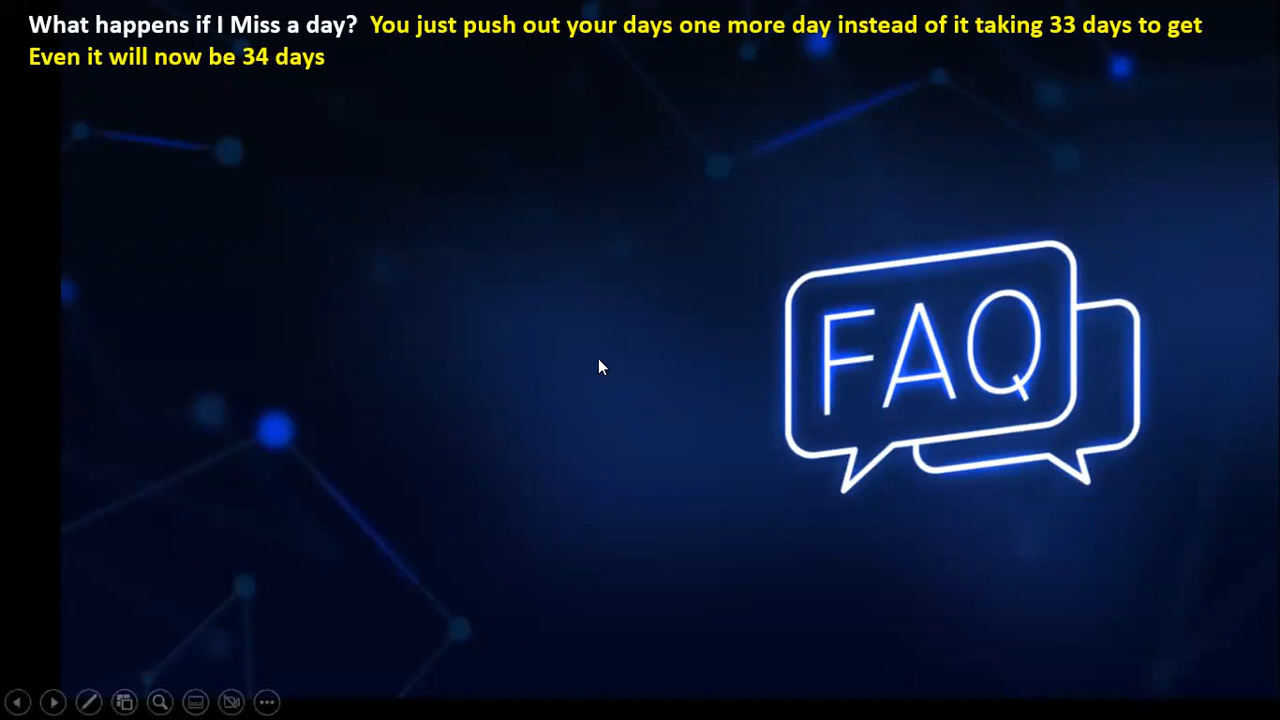 What happens if I Miss a day? You just push out your days one more day instead of it taking 33 days to get
Even it will now be 34 days
FAQ